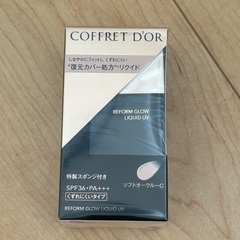 COFFRET D'OR
しなやかにフィット、くずれにくい
"復元カバー処方"リクイド
REFORM GLOW
LIQUID UV
特製スポンジ付き
SPF36・PA+++
くずれにくいタイプ
ソフトオークル-C
REFORM GLOW LIQUID UV